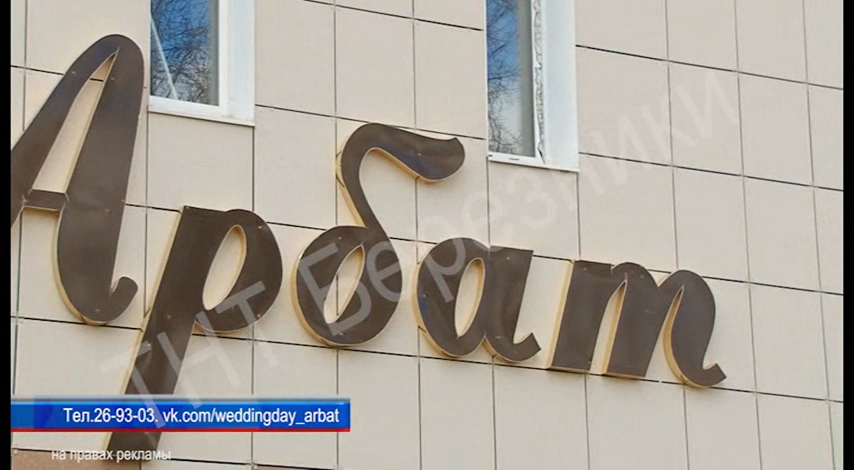 Арбат
ТНТ Березники
Тел.26-93-03. vk.com/weddingday_arbat
на правах рекламы